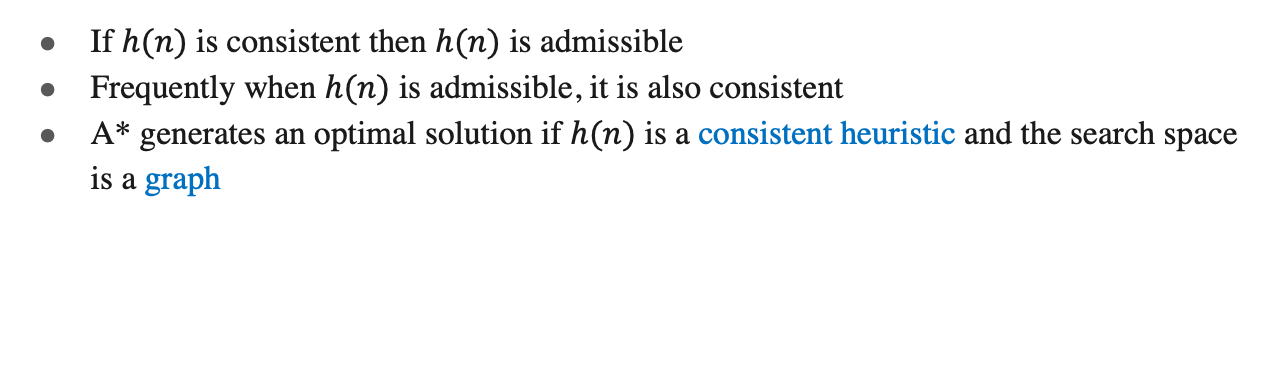 ● If h(n) is consistent then h(n) is admissible
● Frequently when h(n) is admissible, it is also consistent
● A* generates an optimal solution if h(n) is a consistent heuristic and the search space
is a graph